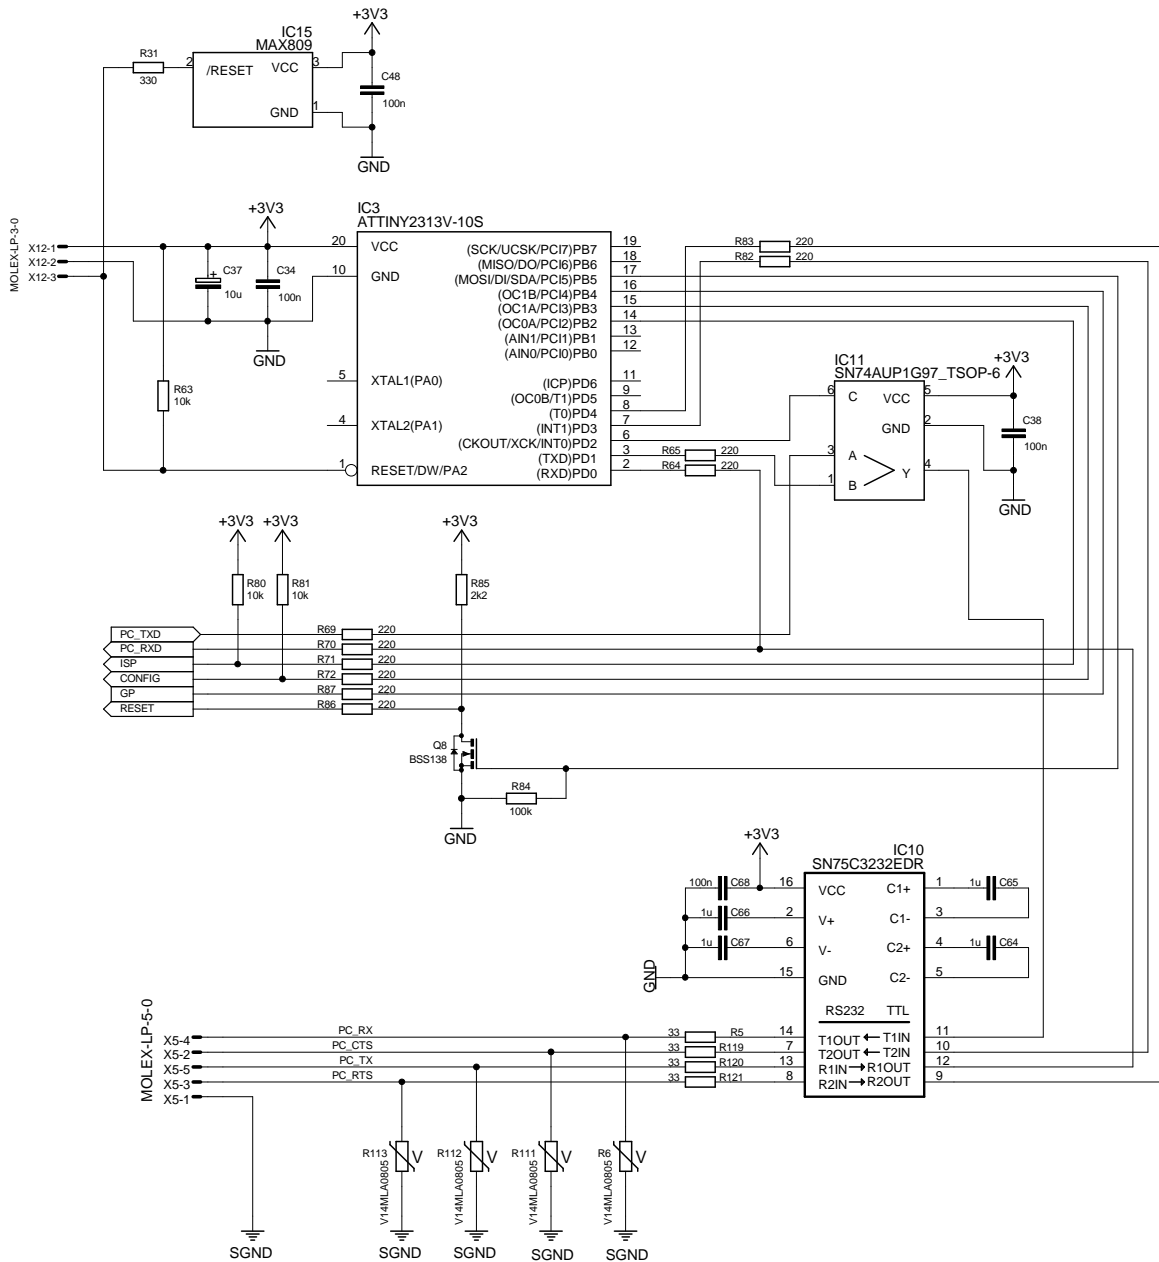 +3V3
IC15
MAX809
R31
330
2
/RESET
VCC
3
GND
1
C48
100n
GND
MOLEX-LP-3-0
X12-1
X12-2
X12-3
+3V3
C37
+
10u
C34
100n
GND
R63
10k
IC3
ATTINY2313V-10S
20
VCC
10
GND
5
XTAL1(PA0)
4
XTAL2(PA1)
1
RESET/DW/PA2
(SCK/UCSK/PCI7)PB7
19
(MISO/DO/PCI6)PB6
18
(MOSI/DI/SDA/PCI5)PB5
17
(OC1B/PCI4)PB4
16
(OC1A/PCI3)PB3
15
(OC0A/PCI2)PB2
14
(AIN1/PCI1)PB1
13
(AIN0/PCI0)PB0
12
(ICP)PD6
11
(OC0B/T1)PD5
9
(T0)PD4
8
(INT1)PD3
7
(CKOUT/XCK/INT0)PD2
6
(TXD)PD1
3
(RXD)PD0
2
R83
220
R82
220
R65
220
R64
220
IC11
SN74AUP1G97_TSOP-6
+3V3
6
C
VCC
5
GND
2
3
A
Y
4
1
B
C38
100n
GND
+3V3
+3V3
+3V3
R80
10k
R81
10k
R85
2k2
PC_TXD
R69
220
PC_RXD
R70
220
ISP
R71
220
CONFIG
R72
220
GP
R87
220
RESET
R86
220
Q8
BSS138
R84
100k
GND
+3V3
IC10
SN75C3232EDR
100n
C68
16
VCC
C1+
1
1u
C65
1u
C66
2
V+
C1-
3
1u
C67
6
V-
C2+
4
1u
C64
GND
15
GND
C2-
5
RS232
TTL
MOLEX-LP-5-0
X5-4
PC_RX
33
R5
14
T1OUT
T1IN
11
X5-2
PC_CTS
33
R119
7
T2OUT
T2IN
10
X5-5
PC_TX
33
R120
13
R1IN
R1OUT
12
X5-3
PC_RTS
33
R121
8
R2IN
R2OUT
9
X5-1
R113
V
V14MLA0805
R112
V
V14MLA0805
R111
V
V14MLA0805
R6
V
V14MLA0805
SGND
SGND
SGND
SGND
SGND